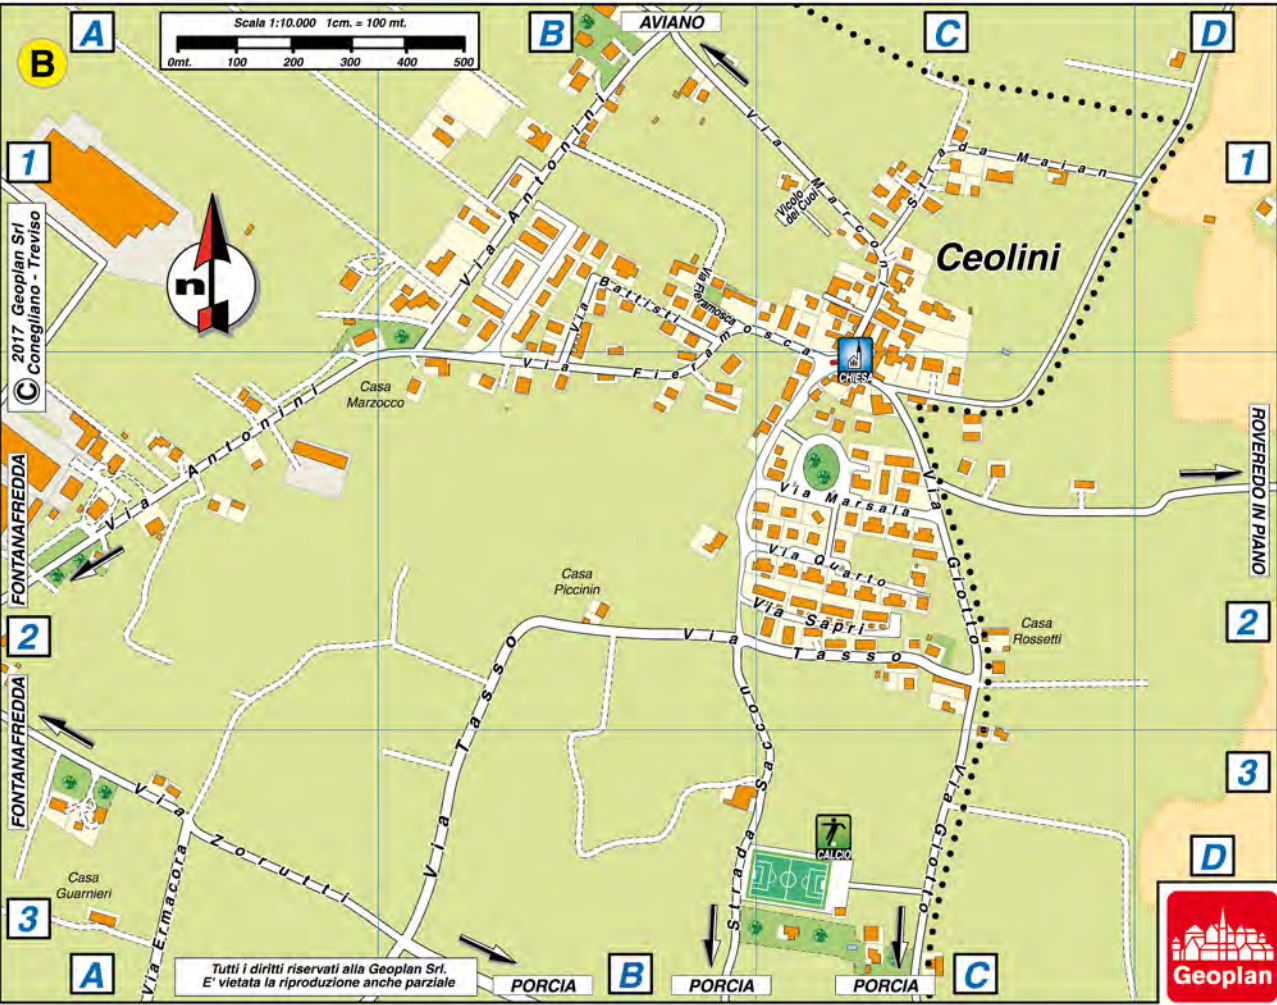 A
Scala 1:10.000 1cm. = 100 mt.
0mt. 100 200 300 400 500
B
AVIANO
C
D
B
1
1
© 2017 Geoplan Srl
Conegliano - Treviso
n
Via Antonini
Via Marconi
Vicolo
dei Cuoi
Strada Maian
Ceolini
Via Battisti
Via Fieramosca
Via Fieramosca
CHIESA
Casa
Marzocco
Via Antonini
FONTANAFREDDA
ROVEREDO IN PIANO
Via Marsala
Via Quarto
Via Sapri
Via Giotto
Casa
Piccinin
Casa
Rossetti
2
2
Via Tasso
Via Tasso
FONTANAFREDDA
Strada Saccon
Via Giotto
3
3
Via Zorutti
Casa
Guarnieri
Via Ermacora
CALCIO
D
A
Tutti i diritti riservati alla Geoplan Srl.
E' vietata la riproduzione anche parziale
PORCIA
B
PORCIA
PORCIA
C
Geoplan